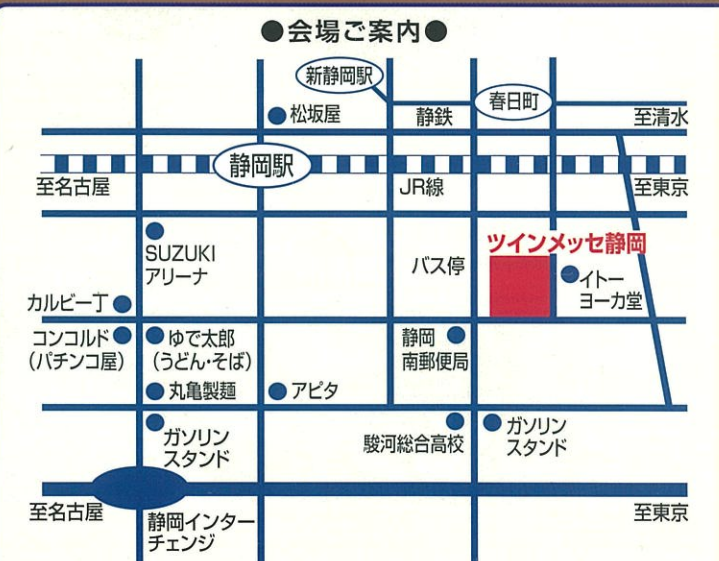 ●会場ご案内●
新静岡駅
春日町
松坂屋
静鉄
至清水
静岡駅
至名古屋
JR線
至東京
ツインメッセ静岡
SUZUKI
アリーナ
バス停
イトー
ヨーカ堂
カルビー丁
コンコルド
(パチンコ屋)
ゆで太郎
(うどん・そば)
静岡
南郵便局
丸亀製麺
アピタ
ガソリン
スタンド
駿河総合高校
ガソリン
スタンド
至名古屋
静岡インター
チェンジ
至東京